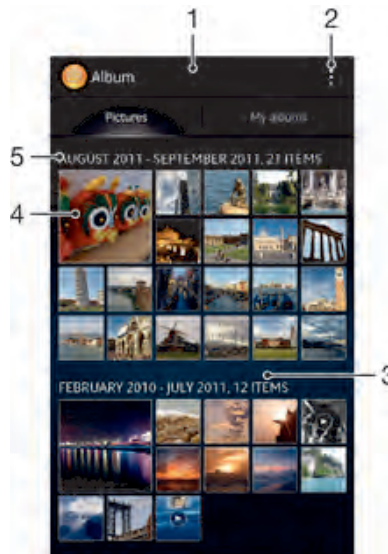 1
2
Album
Pictures
My albums
5
AUGUST 2011 - SEPTEMBER 2011, 21 ITEMS
4
3
FEBRUARY 2010 - JULY 2011, 12 ITEMS